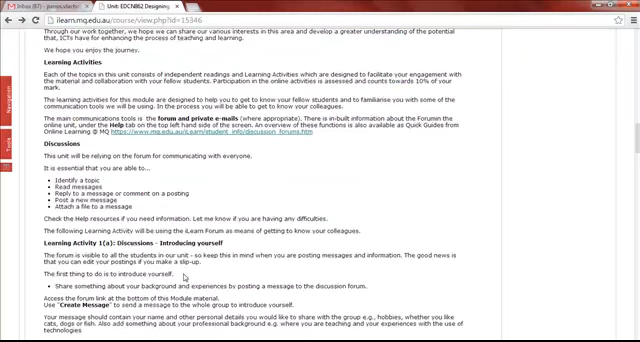 Inbox (87) -
Unit: EDCN862 Designing
ilearn.mq.edu.au/course/view.php?id=15346
Through our work together, we hope we can share our various interests in this area and develop a greater understanding of the potential
that, ICTs have for enhancing the process of teaching and learning.
We hope you enjoy the journey.
Learning Activities
Each of the topics in this unit consists of independent readings and Learning Activities which are designed to facilitate your engagement with
the material and collaboration with your fellow students. Participation in the online activities is assessed and counts towards 10% of your
mark.
The learning activities for this module are designed to help you to get to know your fellow students and to familiarise you with some of the
communication tools we will be using. In the process you will be able to get to know your colleagues.
The main communications tools is the forum and private e-mails (where appropriate). There is in-built information about the Forumm the
online unit, under the Help tab on the top left hand side of the screen. An overview of these functions is also available as Quick Guides from
Online Learning @ MQ https://www.mq.edu.au/iLearn/student_info/discussion_forums.htm
Discussions
This unit will be relying on the forum for communicating with everyone.
It is essential that you are able to...
• Identify a topic
• Read messages
• Reply to a message or comment on a posting
• Post a new message
• Attach a file to a message
Check the Help resources if you need information. Let me know if you are having any difficulties.
The following Learning Activity will be using the iLearn Forum as means of getting to know your colleagues.
Learning Activity 1(a): Discussions - Introducing yourself
The forum is visible to all the students in our unit - so keep this in mind when you are posting messages and information. The good news is
that you can edit your postings if you make a slip-up.
The first thing to do is to introduce yourself.
• Share something about your background and experiences by posting a message to the discussion forum.
Access the forum link at the bottom of this Module material.
Use "Create Message" to send a message to the whole group to introduce yourself.
Your message should contain your name and other personal details you would like to share with the group e.g., hobbies, whether you like
cats, dogs or fish. Also add something about your professional background e.g. where you are teaching and your experiences with the use of
technologies
Navigation
Tools